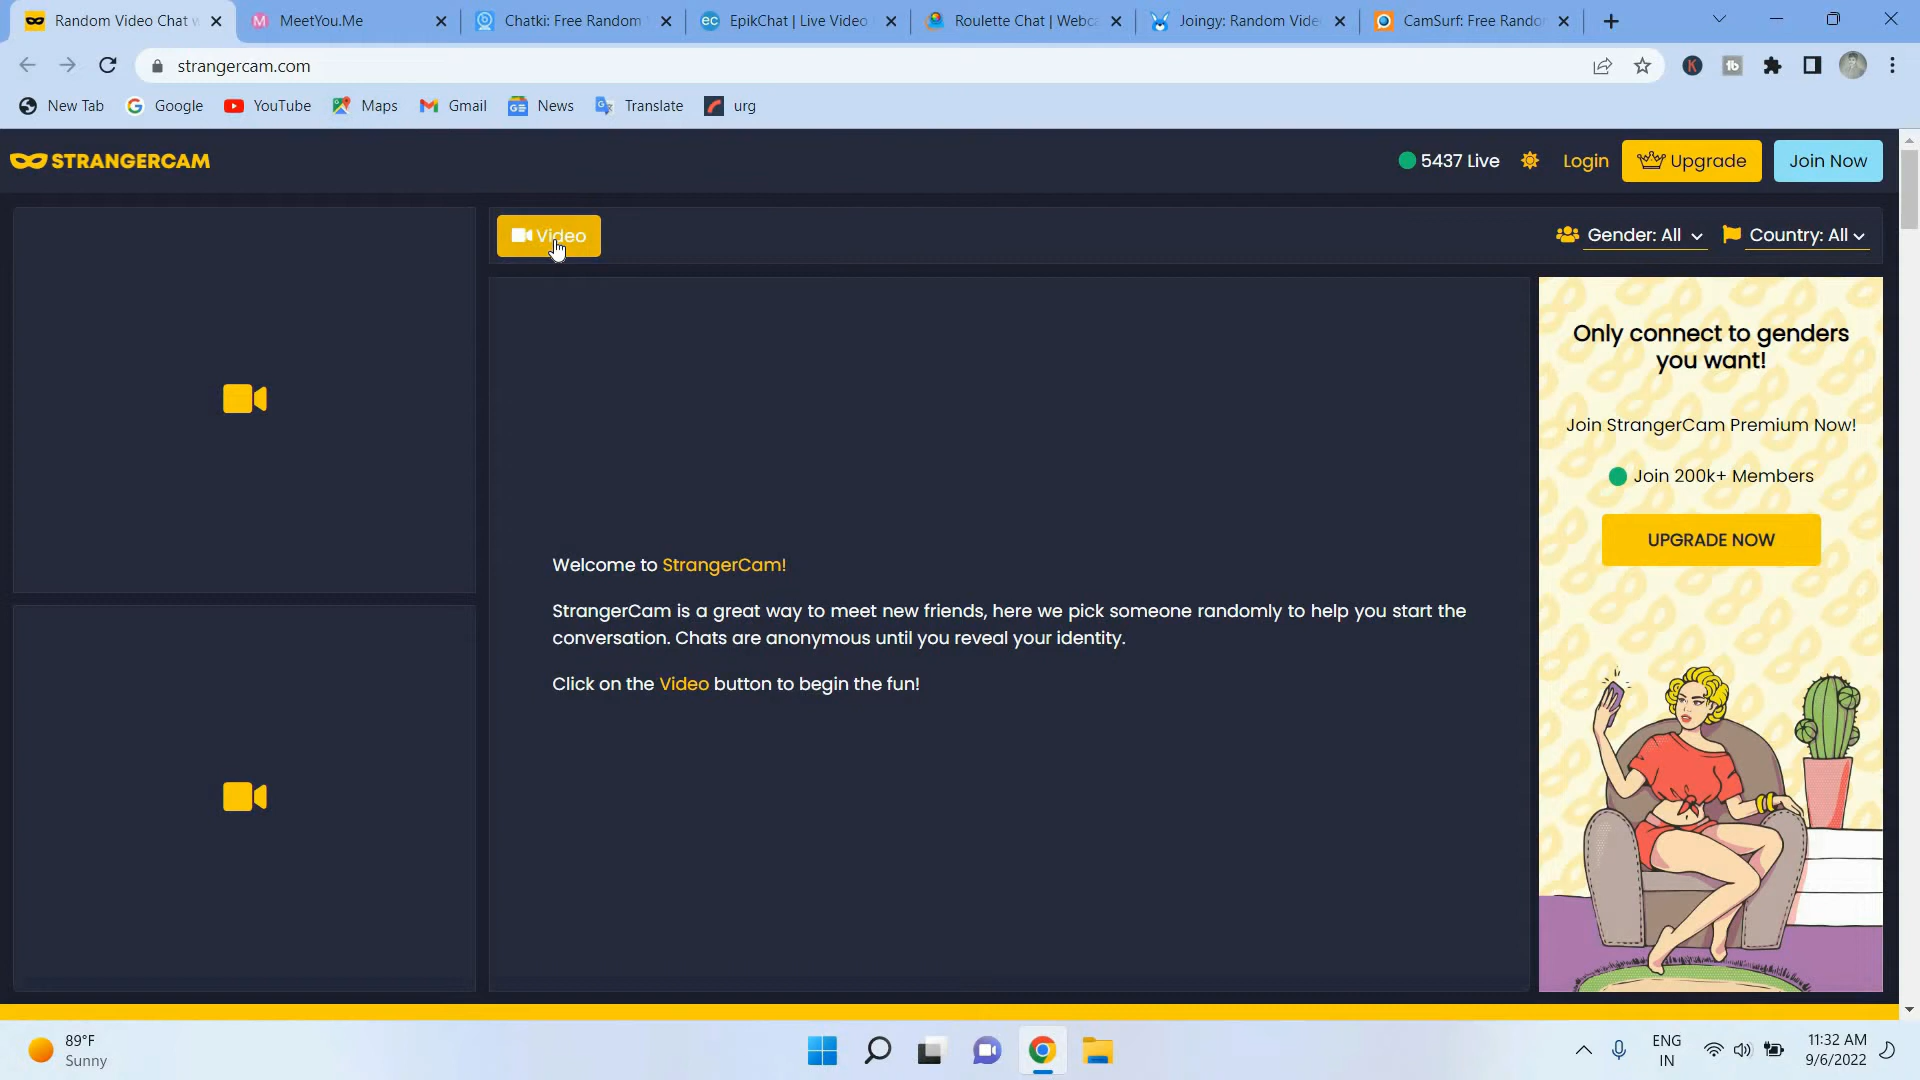 Random Video Chat w
MeetYou.Me
Chatki: Free Random
EpikChat | Live Video
Roulette Chat | Webca
Joingy: Random Vide
CamSurf: Free Rando
strangercam.com
K
tb
New Tab
Google
YouTube
Maps
Gmail
News
Translate
urg
STRANGERCAM
5437 Live
Login
Upgrade
Join Now
Video
Gender: All
Country: All
Only connect to genders
you want!
Join StrangerCam Premium Now!
Join 200k+ Members
UPGRADE NOW
Welcome to StrangerCam!
StrangerCam is a great way to meet new friends, here we pick someone randomly to help you start the
conversation. Chats are anonymous until you reveal your identity.
Click on the Video button to begin the fun!
89°F
Sunny
ENG
IN
11:32 AM
9/6/2022